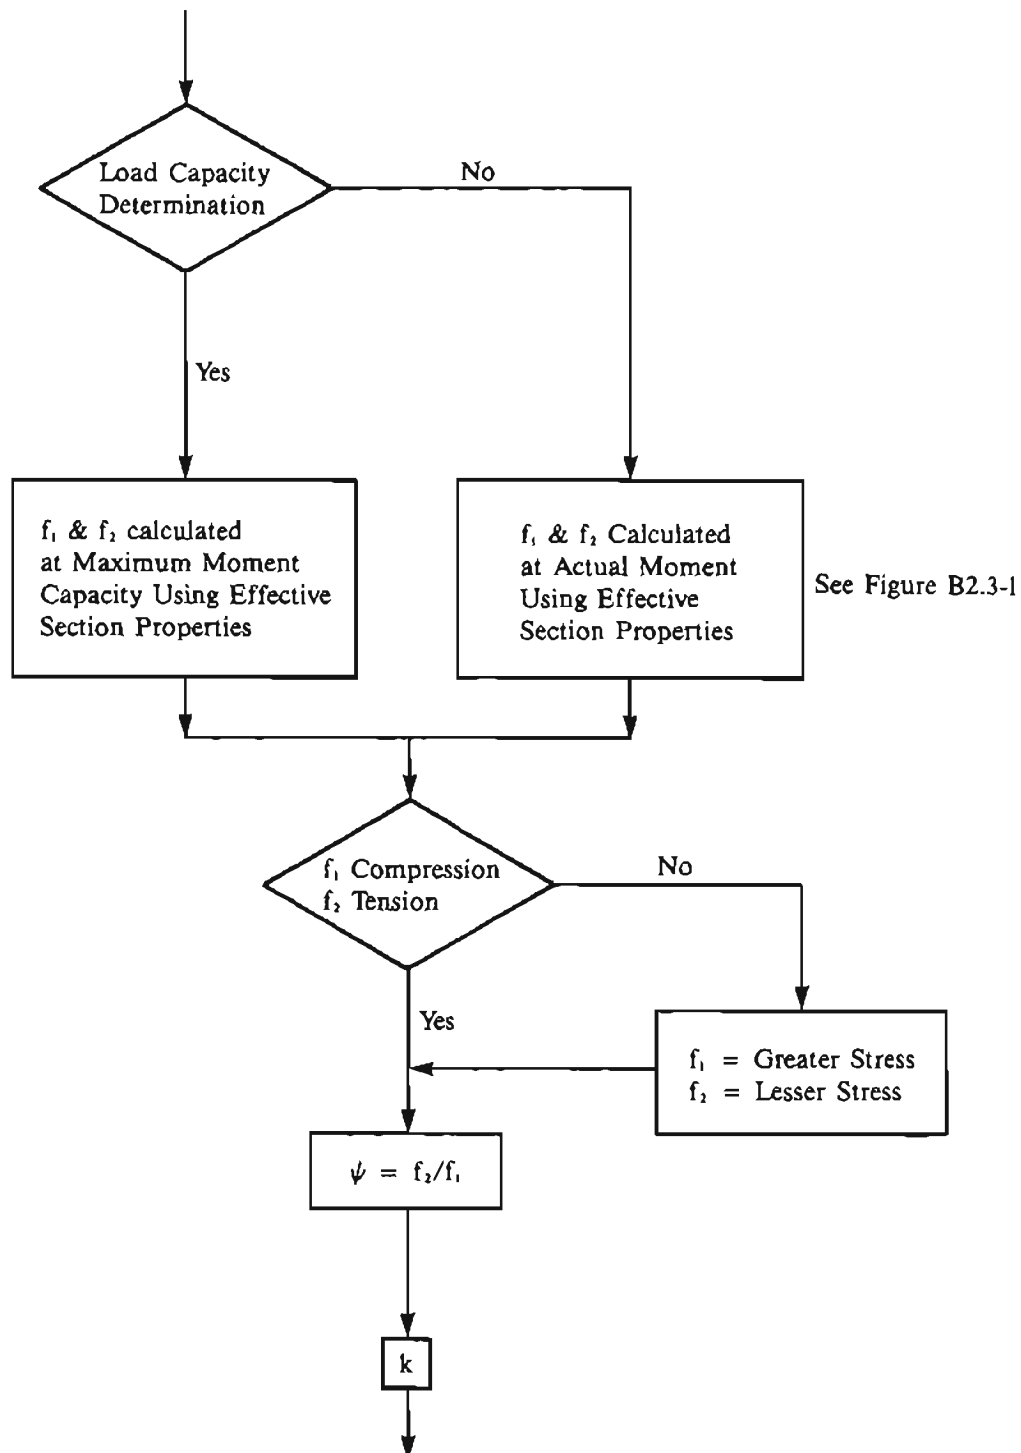 Load Capacity
Determination
No
Yes
f₁ & f₂ calculated
at Maximum Moment
Capacity Using Effective
Section Properties
f₁ & f₂ Calculated
at Actual Moment
Using Effective
Section Properties
See Figure B2.3-1
f₁ Compression
f₂ Tension
No
Yes
f₁ = Greater Stress
f₂ = Lesser Stress
ψ = f₂/f₁
k